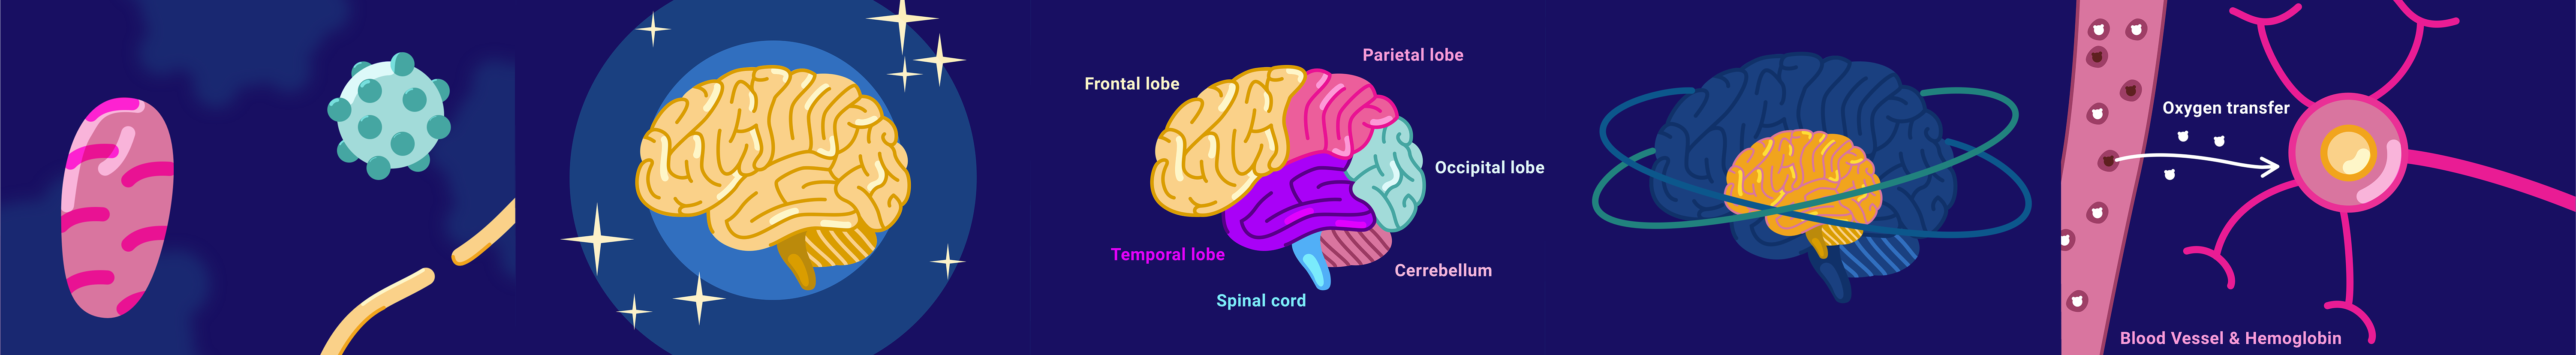 Parietal lobe
Frontal lobe
Occipital lobe
Temporal lobe
Cerrebellum
Spinal cord
Oxygen transfer
Blood Vessel & Hemoglobin